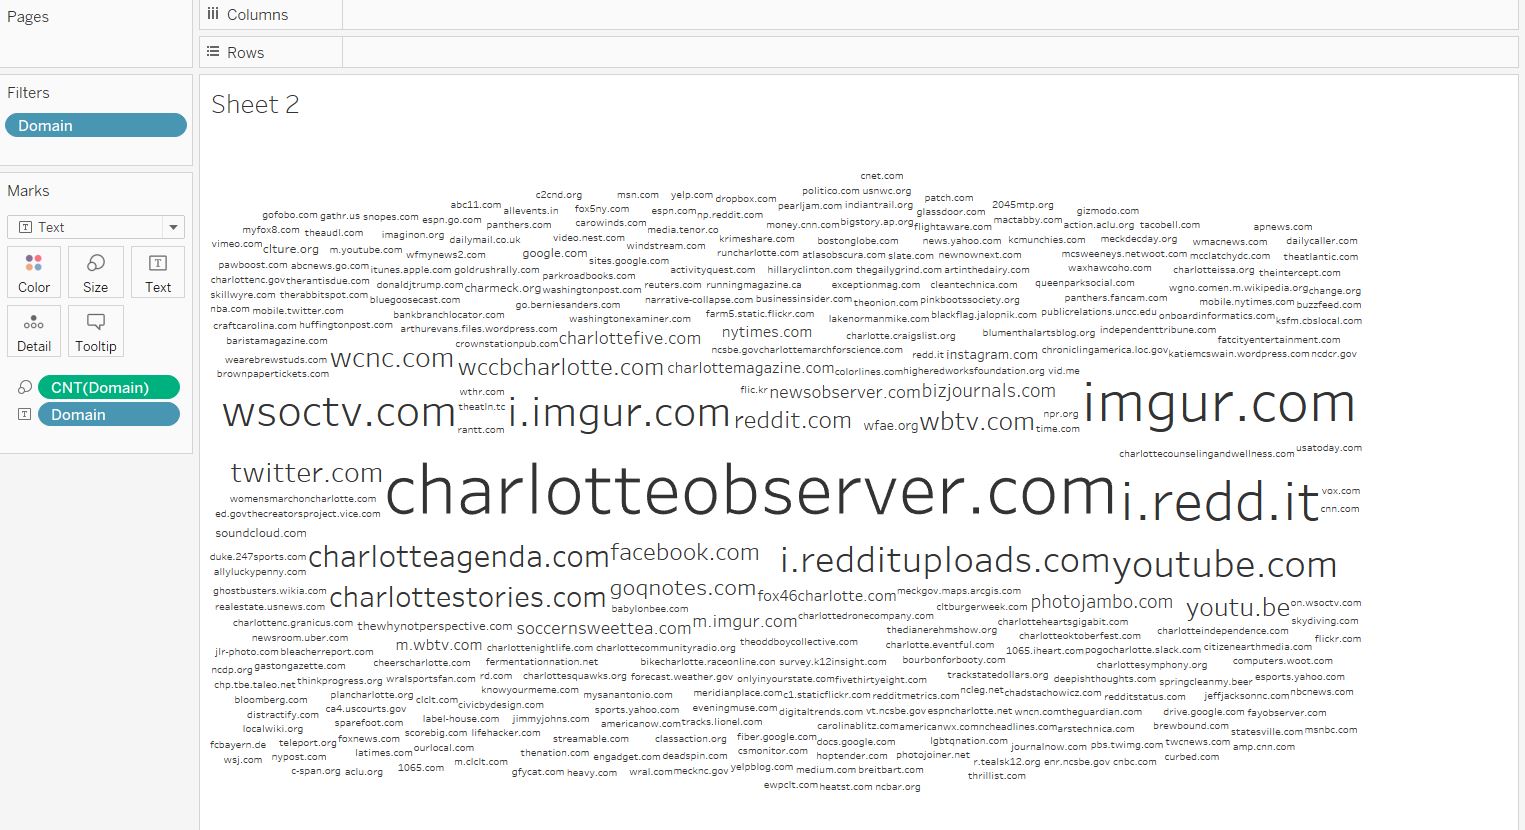 Pages
Columns
Rows
Filters
Domain
Marks
Text
Color Size Text
Detail Tooltip
CNT(Domain)
Domain
Sheet 2
cnet.com
politico.com usnwc.org
c2cnd.org msn.com yelp.com dropbox.com patch.com
abc11.com allevents.in fox5ny.com espn.com np.reddit.com pearljam.com indiantrail.org glassdoor.com 2045mtp.org gizmodo.com
gofobo.com gathr.us snopes.com espn.go.com panthers.com carowinds.com media.tenor.co money.cnn.com bigstory.ap.org flightaware.com mactabby.com action.aclu.org tacobell.com apnews.com
myfox8.com theaudl.com imaginon.org dailymail.co.uk video.nest.com windstream.com krimeshare.com bostonglobe.com news.yahoo.com kcmunchies.com meckdecday.org wmacnews.com dailycaller.com
vimeo.com clture.org m.youtube.com wfmynews2.com google.com sites.google.com runcharlotte.com atlasobscura.com slate.com newnownext.com mcsweeneys.netwoot.com mcclatchydc.com theatlantic.com
pawboost.com abcnews.go.com itunes.apple.com goldrushrally.com parkroadbooks.com activityquest.com hillaryclinton.com thegailygrind.com artinthedairy.com waxhawcoho.com charlotteissa.org theintercept.com
charlottenc.gov therantisdue.com donaldjtrump.com charmeck.org washingtonpost.com reuters.com runningmagazine.ca exceptionmag.com cleantechnica.com queenparksocial.com wgno.com en.m.wikipedia.org change.org
skillwyre.com therabbitspot.com bluegoosecast.com go.berniesanders.com narrative-collapse.com businessinsider.com theonion.com pinkbootssociety.org panthers.fancam.com mobile.nytimes.com buzzfeed.com
nba.com mobile.twitter.com bankbranchlocator.com washingtonexaminer.com farm5.static.flickr.com lakenormanmike.com blackflag.jalopnik.com publicrelations.uncc.edu onboardinformatics.com ksfm.cbslocal.com
craftcarolina.com huffingtonpost.com arthurevans.files.wordpress.com charlottefive.com nytimes.com charlotte.craigslist.org blumenthalartsblog.org independenttribune.com
baristamagazine.com crownstationpub.com fatcityentertainment.com
wearebrewstuds.com wcnc.com wccbcharlotte.com charlottemagazine.com ncsbe.gov charlottemarchforscience.com redd.it instagram.com chroniclingamerica.loc.gov katiemcswain.wordpress.com ncdcr.gov
brownpapertickets.com colorlines.com higheredworksfoundation.org vid.me
wthr.com flic.kr newsobserver.com bizjournals.com
wsoctv.com theatln.tc i.imgur.com reddit.com wfae.org wbtv.com npr.org imgur.com
rantt.com time.com
charlottecounselingandwellness.com usatoday.com
twitter.com
womensmarchoncharlotte.com charlotteobserver.com i.redd.it vox.com
ed.gov thecreatorsproject.vice.com cnn.com
soundcloud.com
duke.247sports.com charlotteagenda.com facebook.com i.reddituploads.com youtube.com
allyluckypenny.com
ghostbusters.wikia.com charlottestories.com goqnotes.com fox46charlotte.com meckgov.maps.arcgis.com photojambo.com youtu.be on.wsoctv.com
realestate.usnews.com babylonbee.com cltburgerweek.com
charlottenc.granicus.com thewhynotperspective.com soccernsweettea.com m.imgur.com charlottedronecompany.com charlotteheartsgigabit.com skydiving.com
newsroom.uber.com thedianerehmshow.org charlotteoktoberfest.com charlotteindependence.com flickr.com
jlr-photo.com bleacherreport.com m.wbtv.com charlottenightlife.com charlottecommunityradio.org theoddboycollective.com charlotte.eventful.com 1065.iheart.com pogocharlotte.slack.com citizenearthmedia.com
ncdp.org gastongazette.com cheerscharlotte.com fermentationnation.net bikecharlotte.raceonline.con survey.k12insight.com bourbonforbooty.com charlottesymphony.org computers.woot.com
chp.tbe.taleo.net thinkprogress.org wralsportsfan.com rd.com charlottesquawks.org forecast.weather.gov onlyinyourstate.com fivethirtyeight.com trackstatedollars.org deepishthoughts.com springcleanmy.beer esports.yahoo.com
bloomberg.com plancharlotte.org clclt.com knowyourmeme.com mysanantonio.com meridianplace.com c1.staticflickr.com redditmetrics.com ncleg.net chadstachowicz.com redditstatus.com jeffjacksonnc.com nbcnews.com
distractify.com ca4.uscourts.gov civicbydesign.com sports.yahoo.com eveningmuse.com digitaltrends.com vt.ncsbe.gov espncharlotte.net wncn.com theguardian.com drive.google.com fayobserver.com
localwiki.org sparefoot.com label-house.com jimmyjohns.com americanow.com tracks.lionel.com carolinablitz.com americanwx.com ncheadlines.com arstechnica.com brewbound.com statesville.com msnbc.com
fcbayern.de teleport.org foxnews.com scorebig.com lifehacker.com streamable.com classaction.org fiber.google.com docs.google.com lgbtqnation.com journalnow.com pbs.twimg.com twcnews.com amp.cnn.com
wsj.com nypost.com latimes.com ourlocal.com thenation.com engadget.com deadspin.com csmonitor.com hoptender.com photojoiner.net r.tealsk12.org enr.ncsbe.gov cnbc.com curbed.com
c-span.org aclu.org 1065.com m.clclt.com gfycat.com heavy.com wral.com mecknc.gov yelpblog.com medium.com breitbart.com thrillist.com
ewpclt.com heatst.com ncbar.org